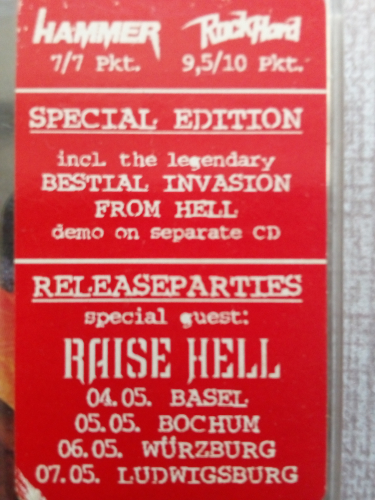 HAMMER RockHard
7/7 Pkt. 9,5/10 Pkt.
SPECIAL EDITION
incl. the legendary
BESTIAL INVASION
FROM HELL
demo on separate CD
RELEASEPARTIES
special guest:
RAISE HELL
04.05. BASEL
05.05. BOCHUM
06.05. WÜRZBURG
07.05. LUDWIGSBURG